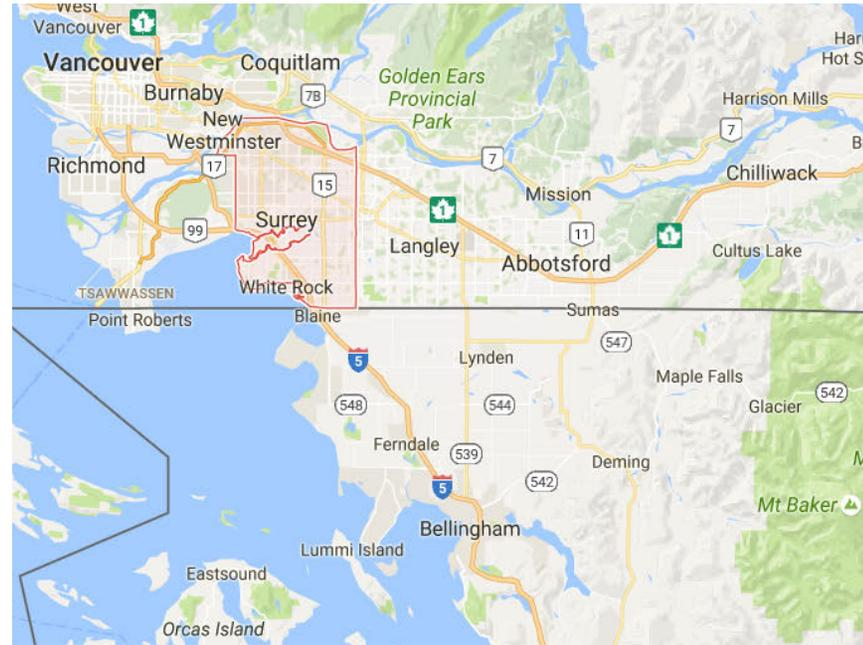 West
Vancouver
1
Vancouver
Coquitlam
Golden Ears
Provincial
Park
Hot S
Burnaby
7B
Harrison Mills
New
Westminster
7
7
Richmond
17
15
Chilliwack
Mission
1
Surrey
99
11
1
Langley
Abbotsford
Cultus Lake
White Rock
TSAWWASSEN
Point Roberts
Blaine
Sumas
547
5
Lynden
Maple Falls
542
548
544
Glacier
Ferndale
539
Deming
542
5
Mt Baker
Bellingham
Lummi Island
Eastsound
Orcas Island